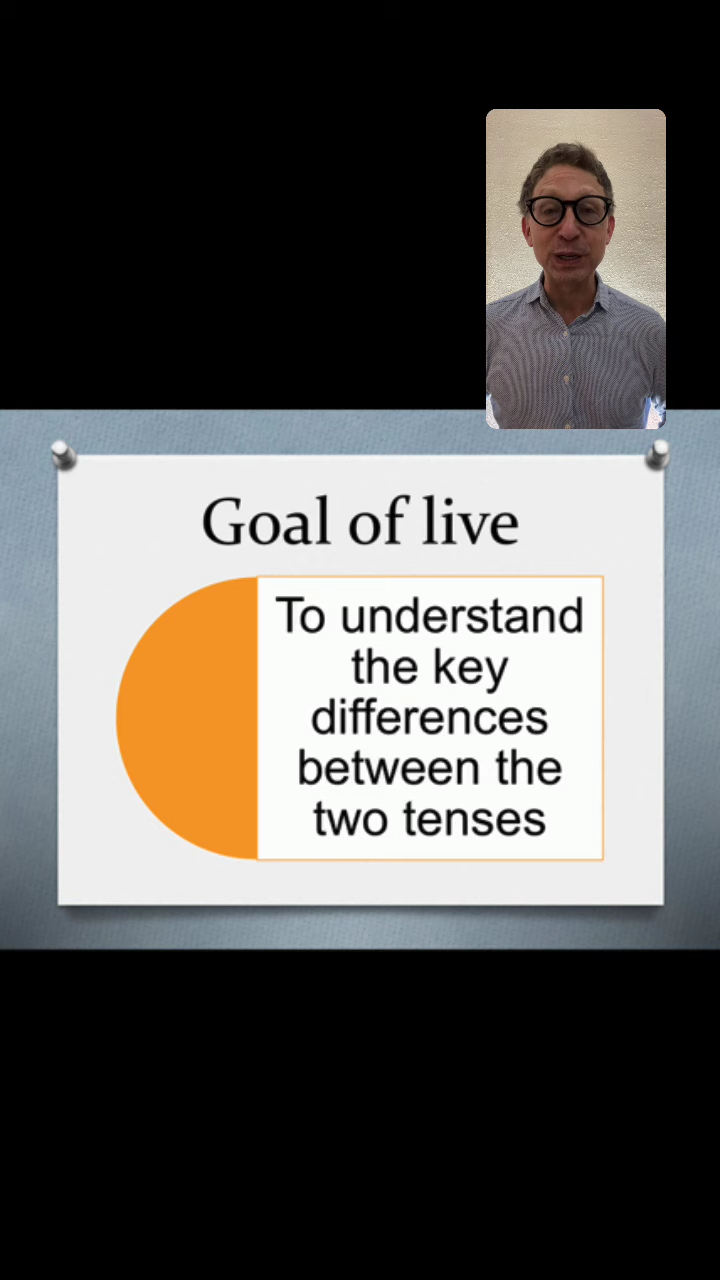 Goal of live
To understand
the key
differences
between the
two tenses